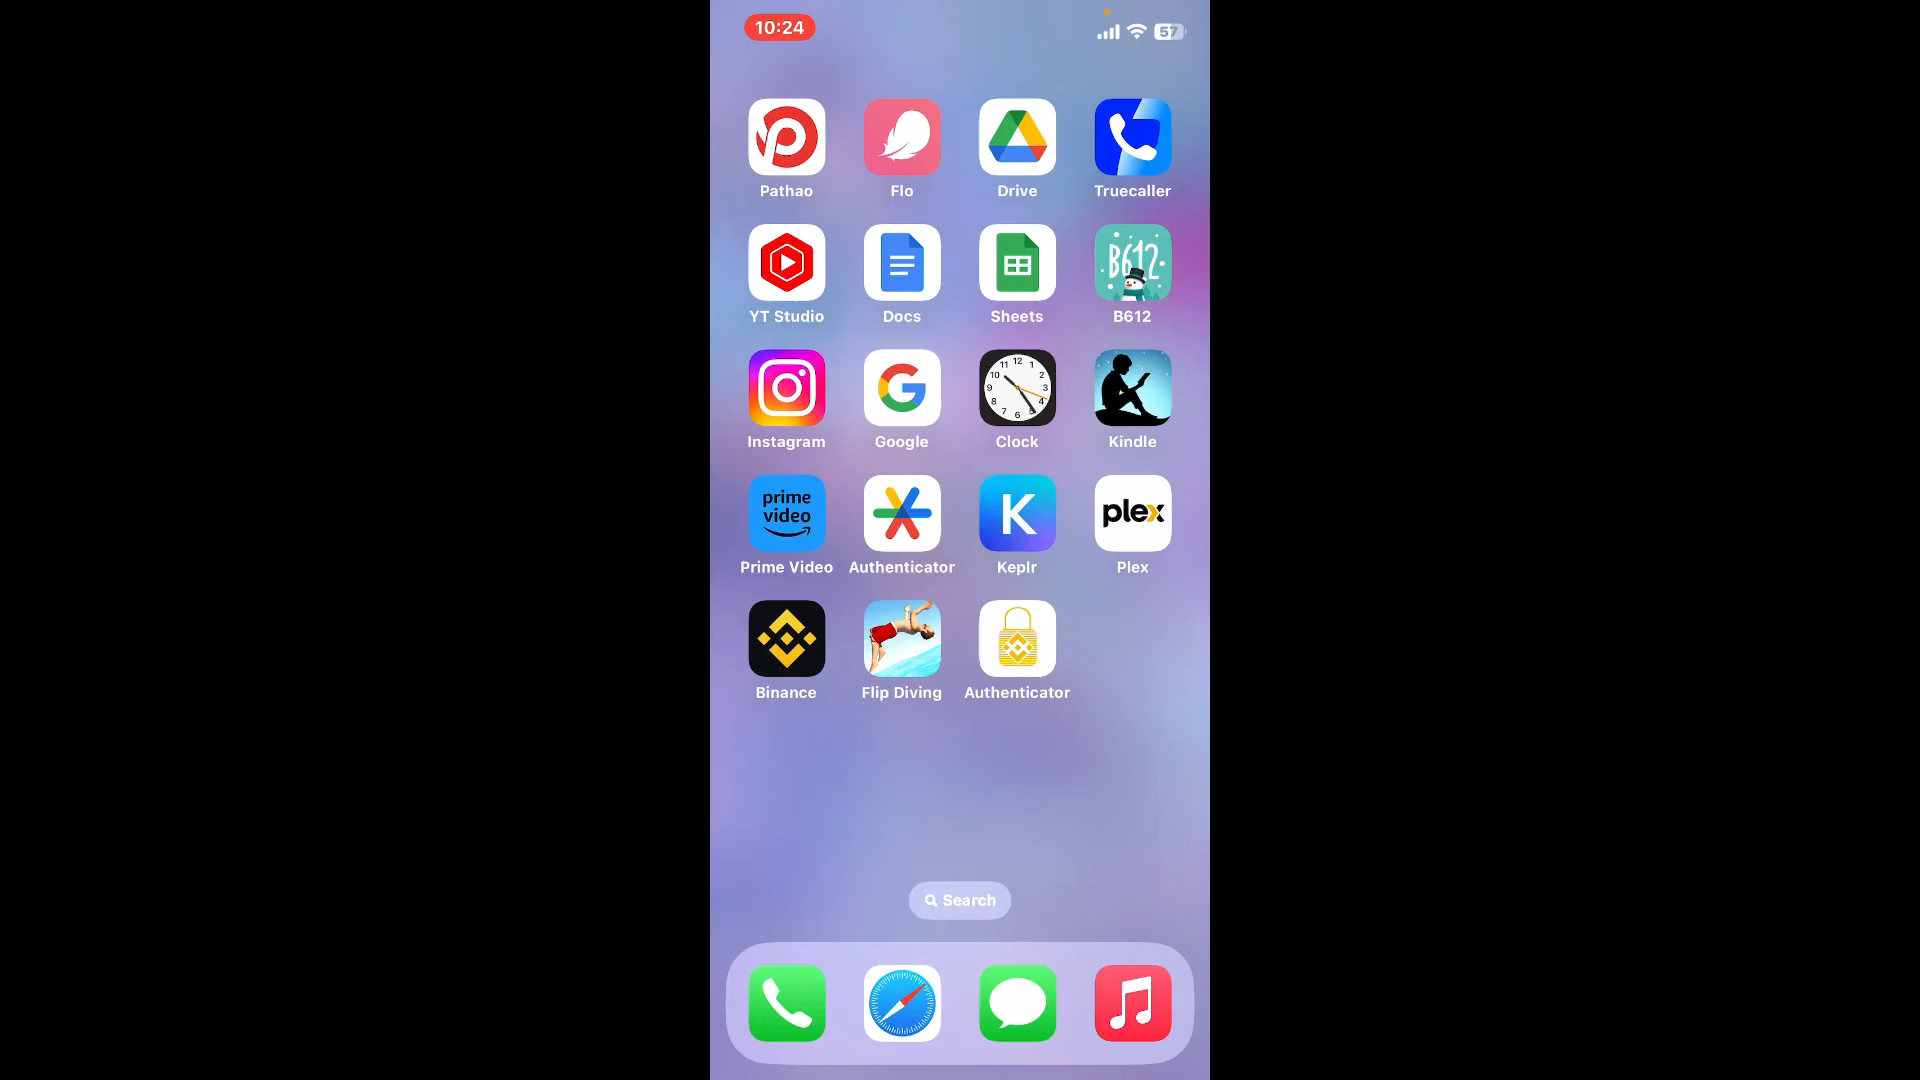 10:24
57
Pathao Flo Drive Truecaller
B612
YT Studio Docs Sheets B612
Instagram Google Clock Kindle
prime
video
plex
Prime Video Authenticator Keplr Plex
Binance Flip Diving Authenticator
Search